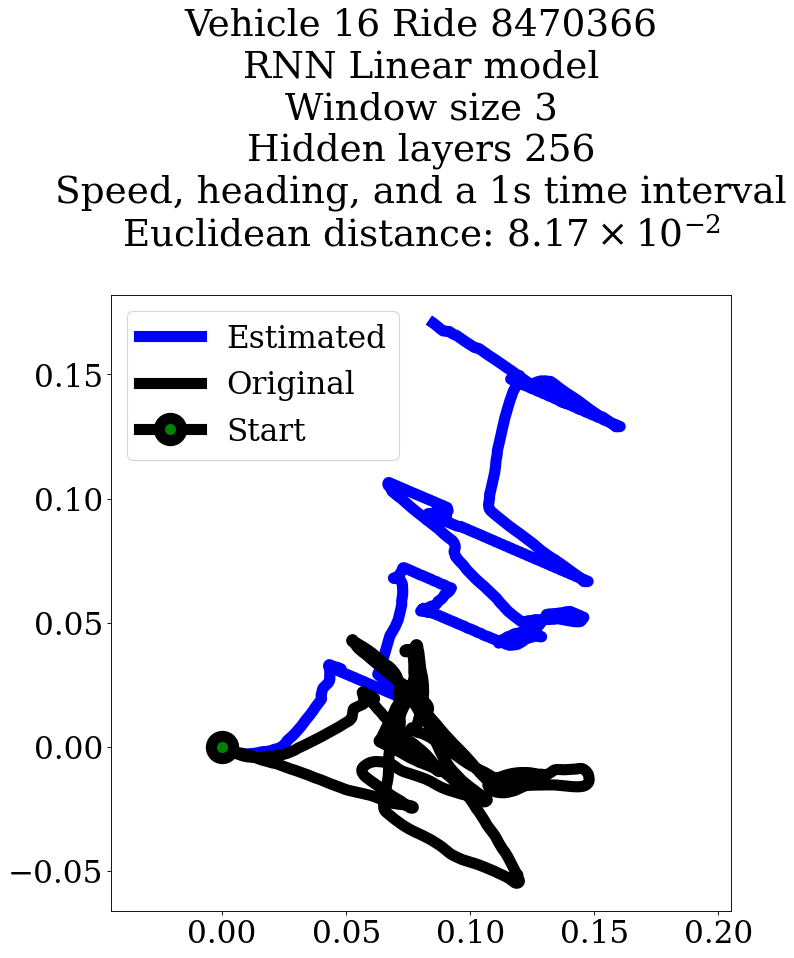 Vehicle 16 Ride 8470366
RNN Linear model
Window size 3
Hidden layers 256
Speed, heading, and a 1s time interval
Euclidean distance: 8.17 × 10⁻²
Estimated
Original
Start
0.15
0.10
0.05
0.00
−0.05
0.00 0.05 0.10 0.15 0.20